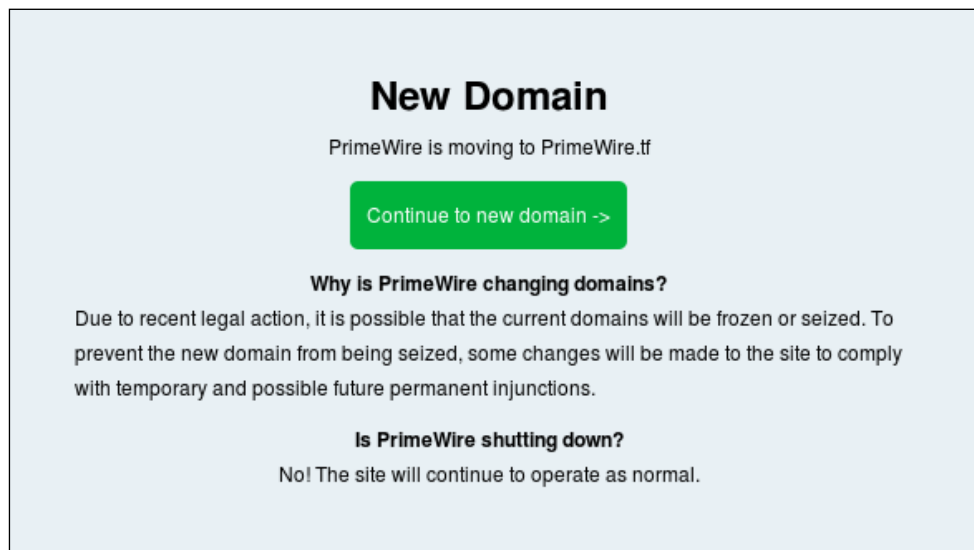 New Domain
PrimeWire is moving to PrimeWire.tf
Continue to new domain ->
Why is PrimeWire changing domains?
Due to recent legal action, it is possible that the current domains will be frozen or seized. To
prevent the new domain from being seized, some changes will be made to the site to comply
with temporary and possible future permanent injunctions.
Is PrimeWire shutting down?
No! The site will continue to operate as normal.